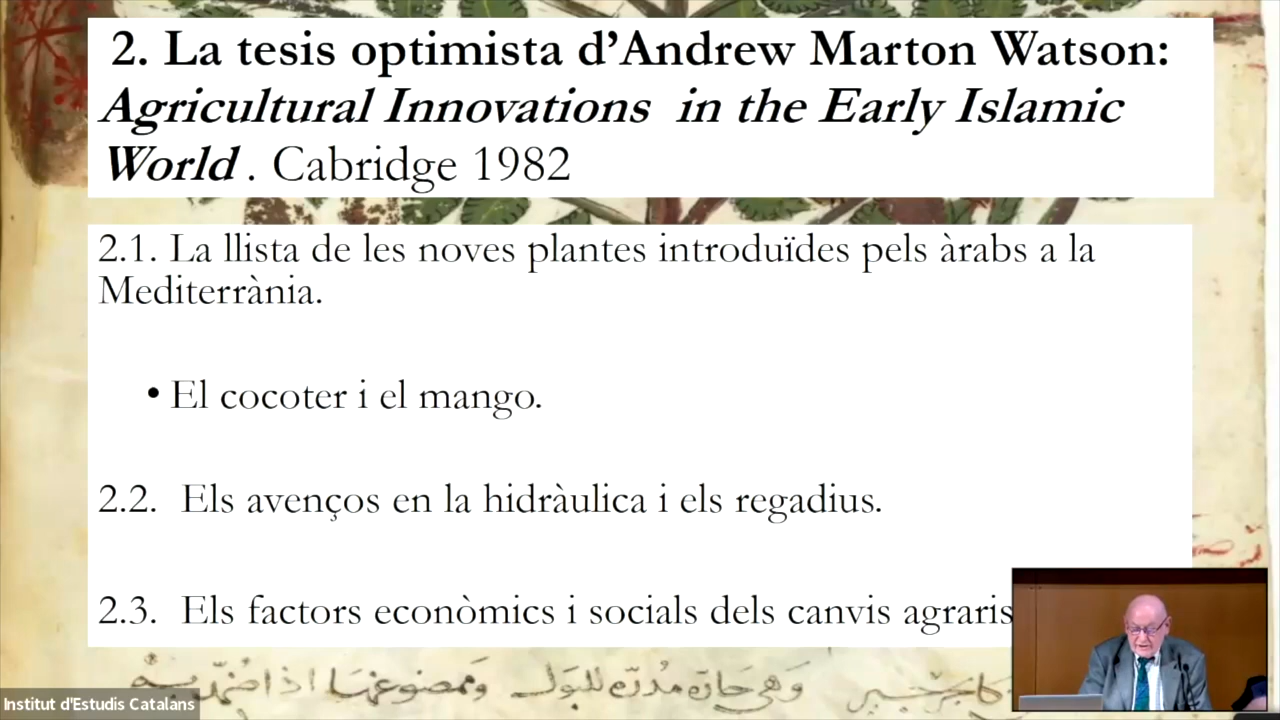 2. La tesis optimista d’Andrew Marton Watson:
Agricultural Innovations in the Early Islamic
World . Cabridge 1982
2.1. La llista de les noves plantes introduïdes pels àrabs a la
Mediterrània.
• El cocoter i el mango.
2.2. Els avenços en la hidràulica i els regadius.
2.3. Els factors econòmics i socials dels canvis agraris
Institut d'Estudis Catalans